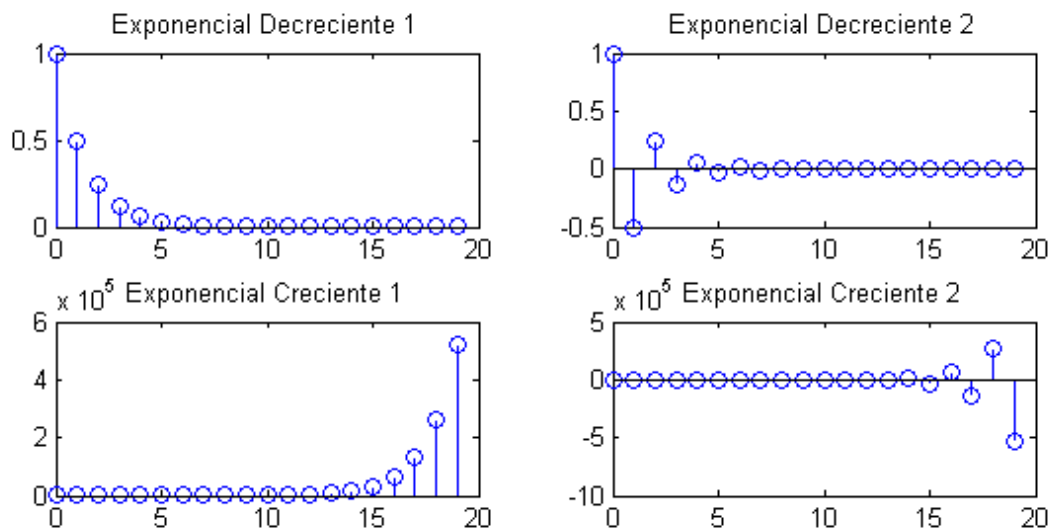 Exponencial Decreciente 1
1
0.5
0
0 5 10 15 20
Exponencial Decreciente 2
1
0.5
0
-0.5
0 5 10 15 20
x 10^5 Exponencial Creciente 1
6
4
2
0
0 5 10 15 20
x 10^5 Exponencial Creciente 2
5
0
-5
-10
0 5 10 15 20